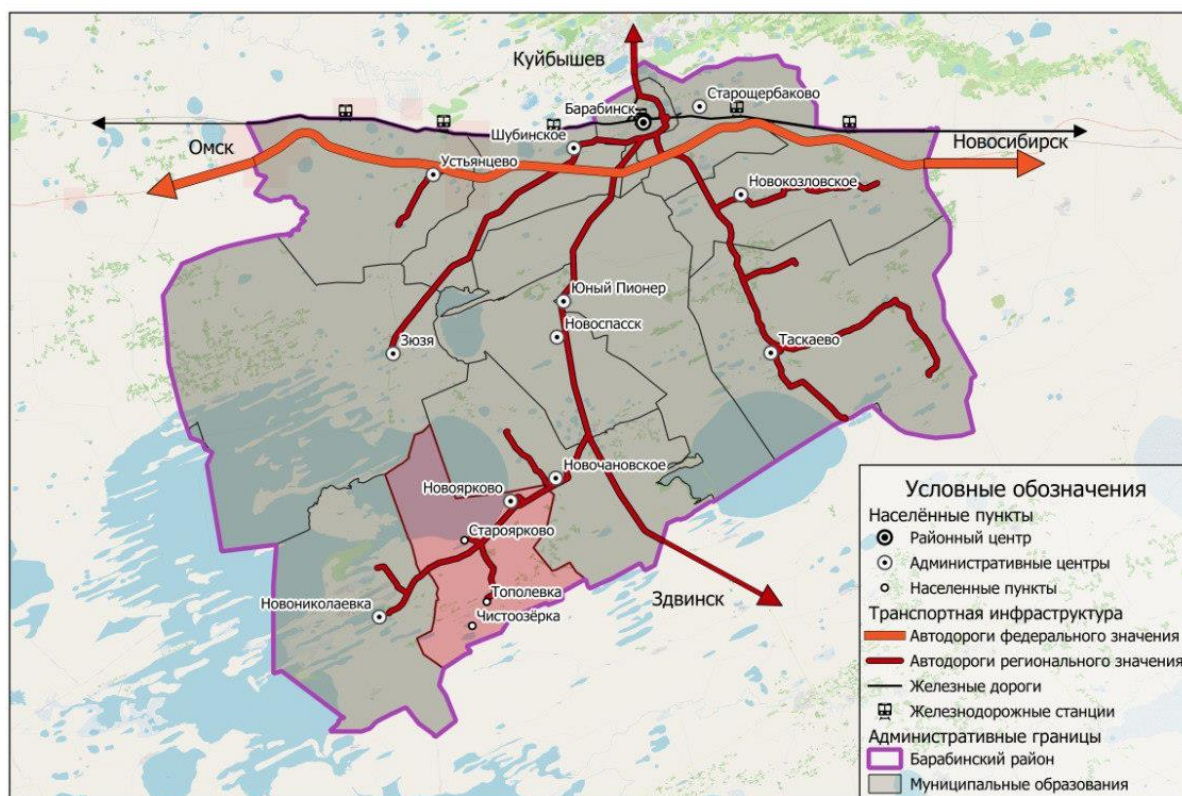 Куйбышев
Старощербаково
Барабинск
Шубинское
Омск
Новосибирск
Устьянцево
Новокозловское
Юный Пионер
Новоспасск
Зюзя
Таскаево
Новочановское
Новоярково
Староярково
Тополевка
Новониколаевка
Чистоозёрка
Здвинск
Условные обозначения
Населённые пункты
Районный центр
Административные центры
Населенные пункты
Транспортная инфраструктура
Автодороги федерального значения
Автодороги регионального значения
Железные дороги
Железнодорожные станции
Административные границы
Барабинский район
Муниципальные образования